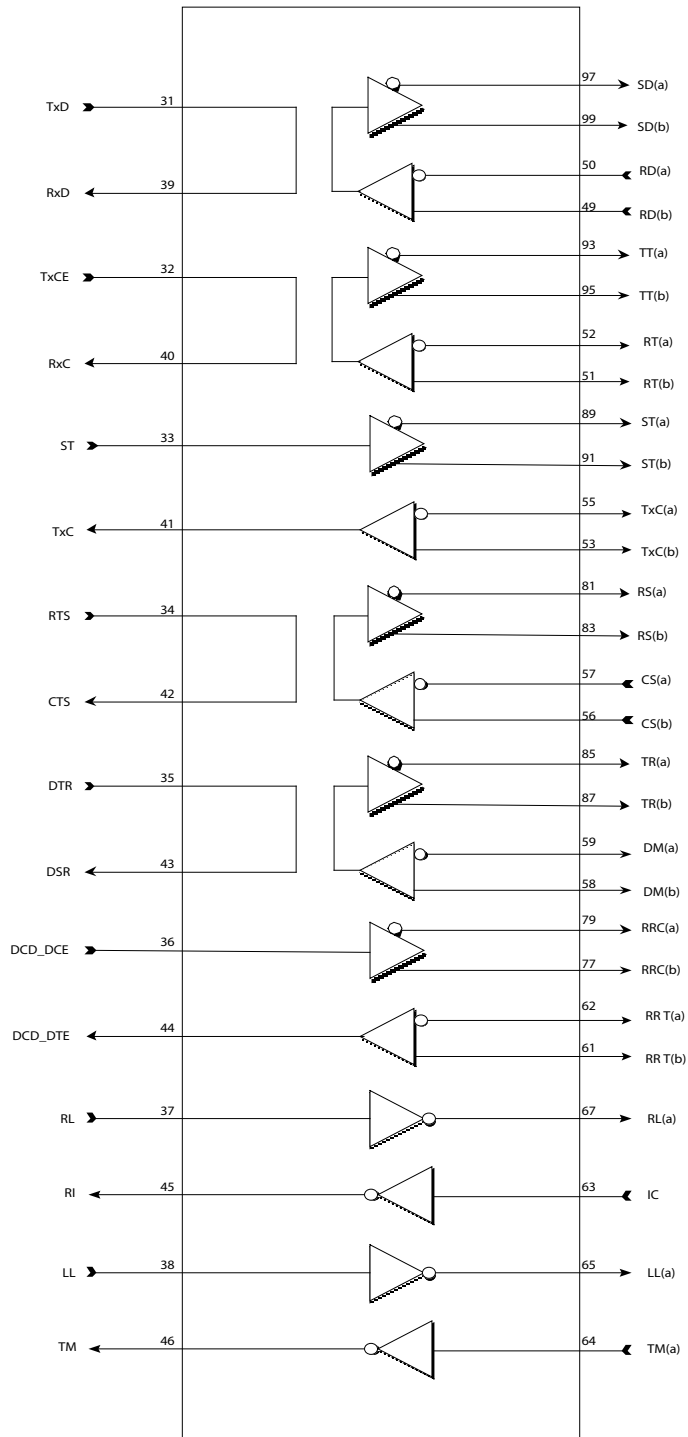 97
SD(a)
TxD
31
99
SD(b)
50
RD(a)
RxD
39
49
RD(b)
93
TT(a)
TxCE
32
95
TT(b)
52
RT(a)
RxC
40
51
RT(b)
89
ST(a)
ST
33
91
ST(b)
55
TxC(a)
TxC
41
53
TxC(b)
81
RS(a)
RTS
34
83
RS(b)
57
CS(a)
CTS
42
56
CS(b)
85
TR(a)
DTR
35
87
TR(b)
59
DM(a)
DSR
43
58
DM(b)
79
RRC(a)
DCD_DCE
36
77
RRC(b)
62
RR T(a)
DCD_DTE
44
61
RR T(b)
RL
37
67
RL(a)
RI
45
63
IC
LL
38
65
LL(a)
TM
46
64
TM(a)